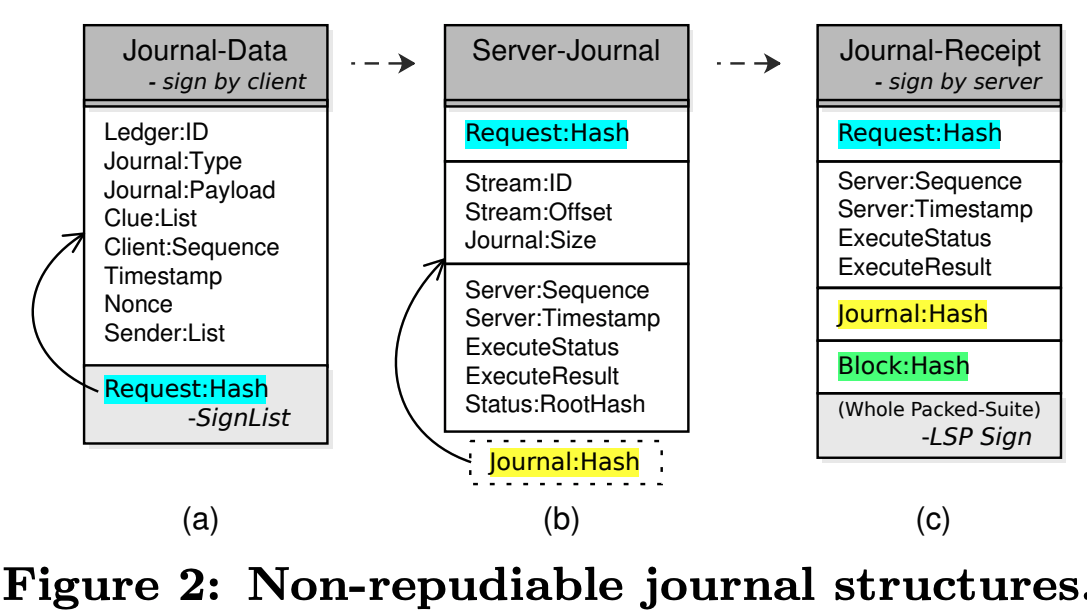 Journal-Data
- sign by client
Ledger:ID
Journal:Type
Journal:Payload
Clue:List
Client:Sequence
Timestamp
Nonce
Sender:List
Request:Hash
-SignList
(a)
Server-Journal
Request:Hash
Stream:ID
Stream:Offset
Journal:Size
Server:Sequence
Server:Timestamp
ExecuteStatus
ExecuteResult
Status:RootHash
Journal:Hash
(b)
Journal-Receipt
- sign by server
Request:Hash
Server:Sequence
Server:Timestamp
ExecuteStatus
ExecuteResult
Journal:Hash
Block:Hash
(Whole Packed-Suite)
-LSP Sign
(c)
Figure 2: Non-repudiable journal structures.